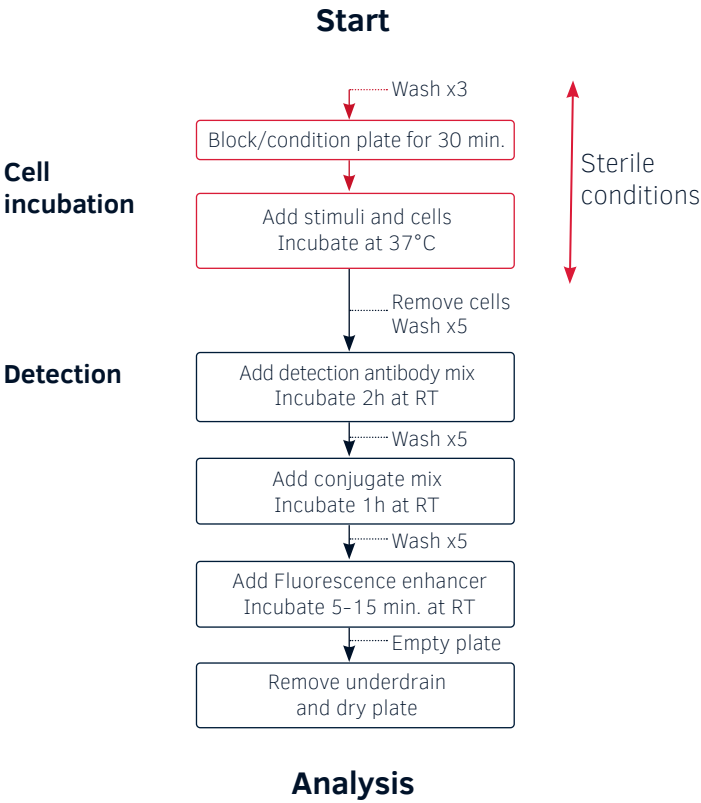 Start
Wash x3
Block/condition plate for 30 min.
Cell
incubation
Sterile
conditions
Add stimuli and cells
Incubate at 37°C
Remove cells
Wash x5
Detection
Add detection antibody mix
Incubate 2h at RT
Wash x5
Add conjugate mix
Incubate 1h at RT
Wash x5
Add Fluorescence enhancer
Incubate 5-15 min. at RT
Empty plate
Remove underdrain
and dry plate
Analysis